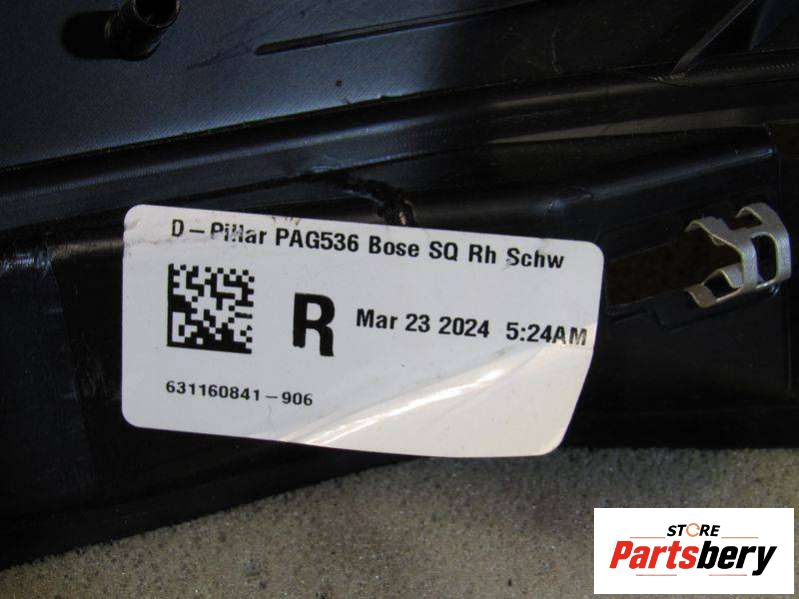 D-Pillar PAG536 Bose SQ Rh Schw
R
Mar 23 2024 5:24AM
631160841-906
STORE
Partsbery